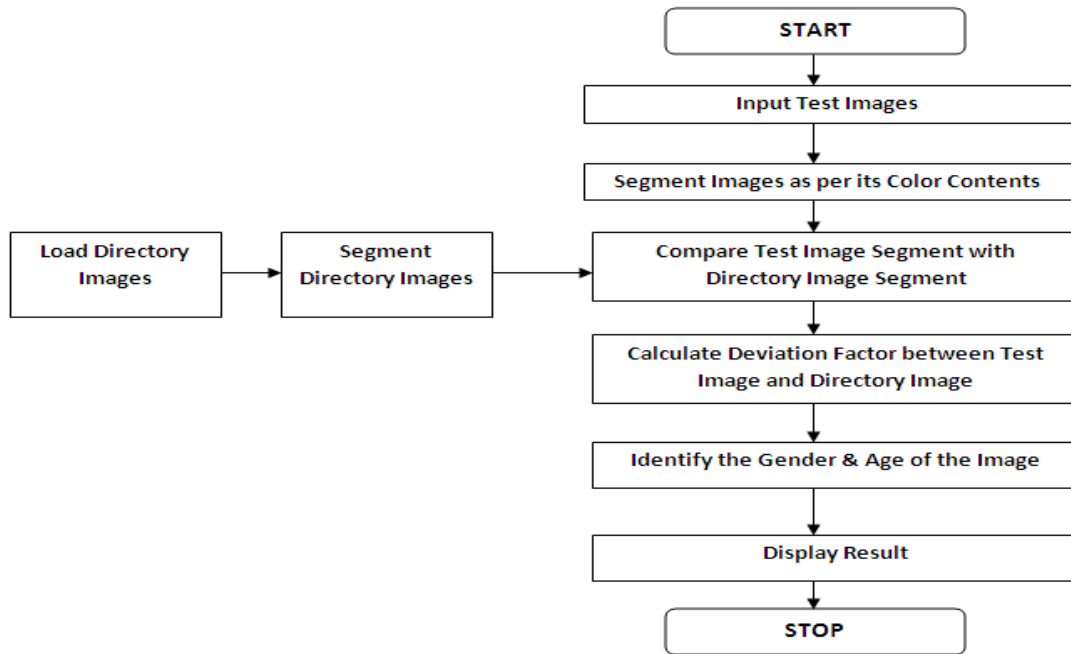 START
Input Test Images
Segment Images as per its Color Contents
Load Directory
Images
Segment
Directory Images
Compare Test Image Segment with
Directory Image Segment
Calculate Deviation Factor between Test
Image and Directory Image
Identify the Gender & Age of the Image
Display Result
STOP